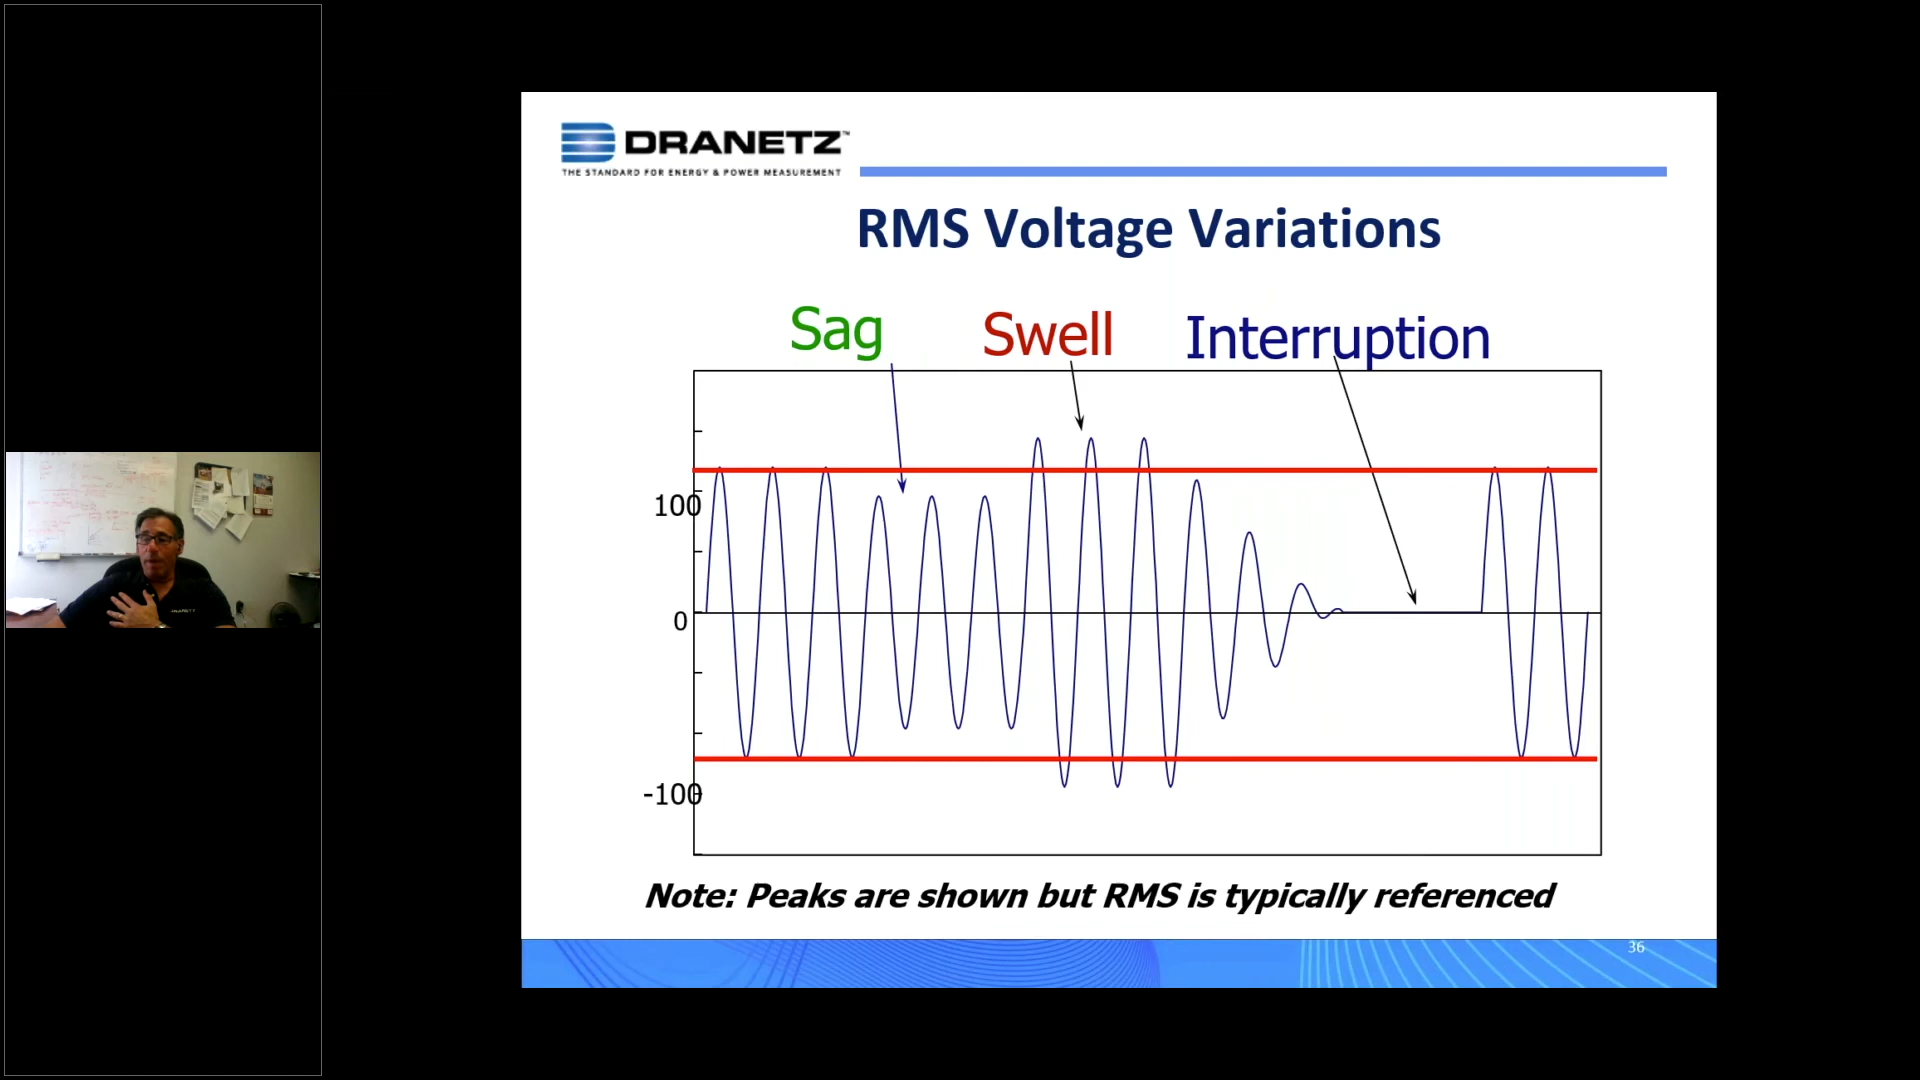 DRANETZ™
THE STANDARD FOR ENERGY & POWER MEASUREMENT
RMS Voltage Variations
Sag
Swell
Interruption
100
0
-100
Note: Peaks are shown but RMS is typically referenced
36